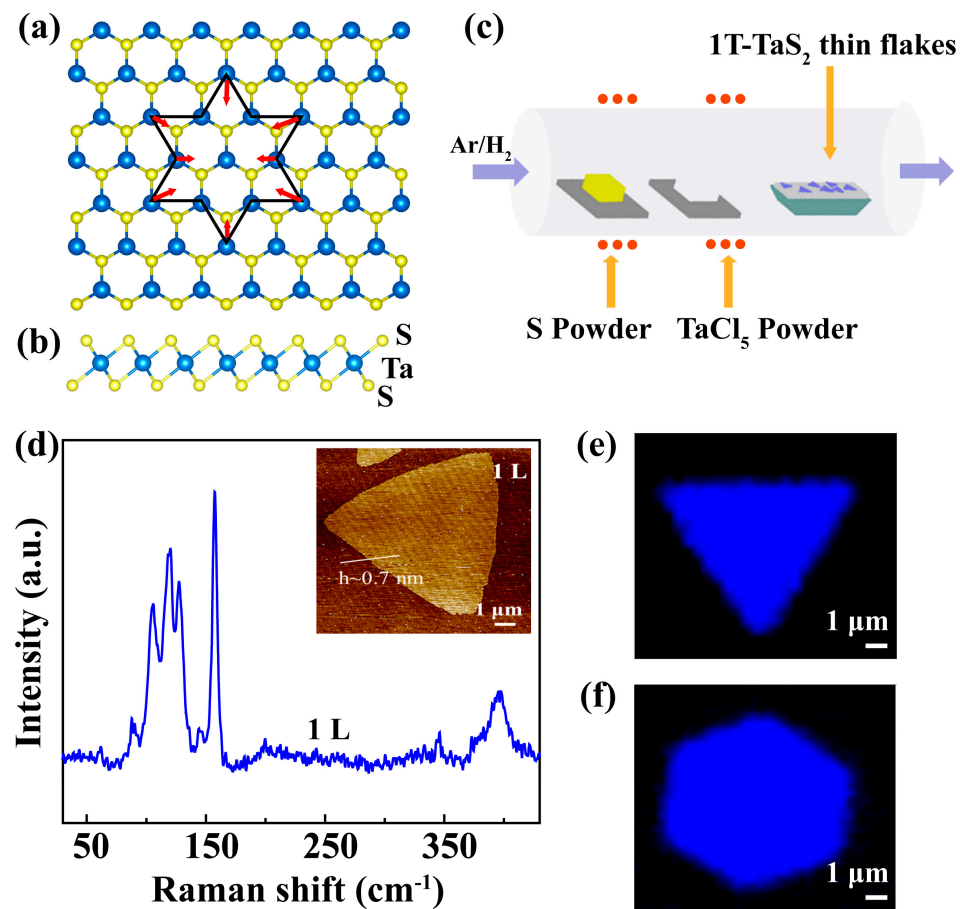 (a)
(b)
S
Ta
S
(c)
1T-TaS₂ thin flakes
Ar/H₂
S Powder
TaCl₅ Powder
(d)
Intensity (a.u.)
1 L
h~0.7 nm
1 µm
1 L
50
150
250
350
Raman shift (cm⁻¹)
(e)
1 µm
(f)
1 µm